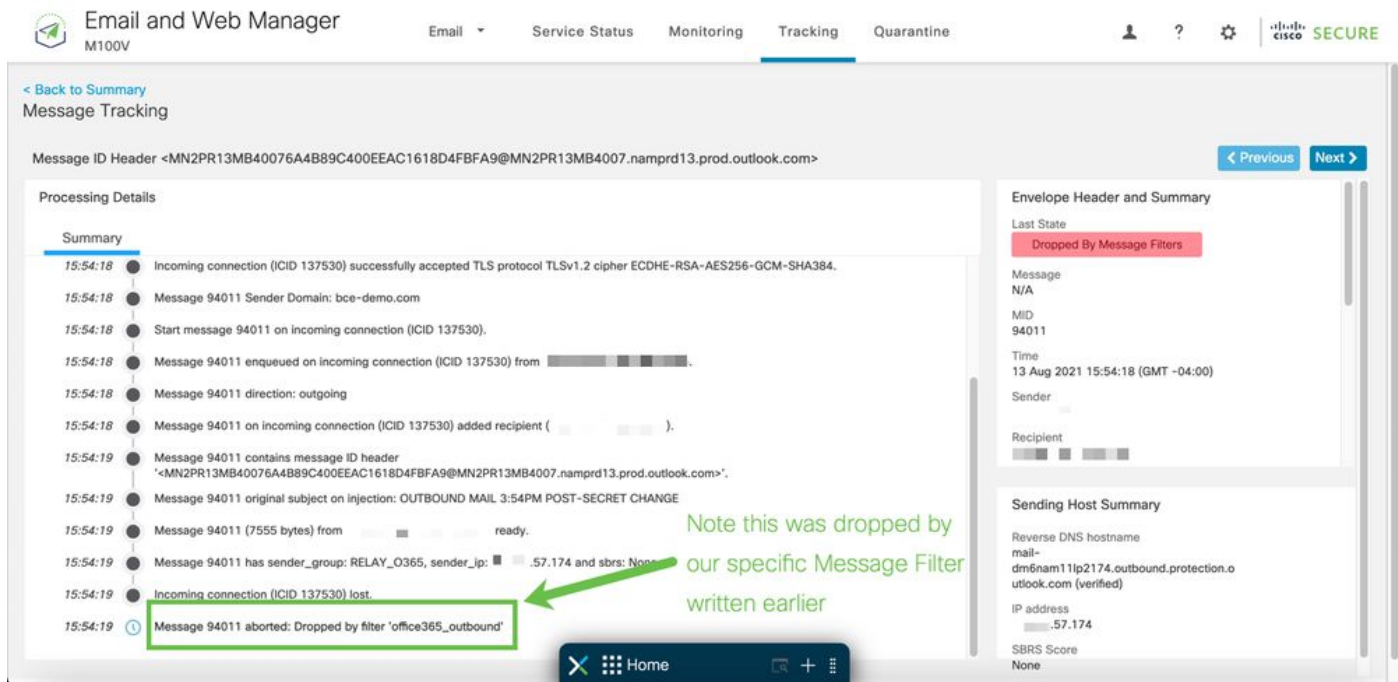 Email and Web Manager
M100V
Email
Service Status
Monitoring
Tracking
Quarantine
?
cisco SECURE
< Back to Summary
Message Tracking
Message ID Header <MN2PR13MB40076A4B89C400EEAC1618D4FBFA9@MN2PR13MB4007.namprd13.prod.outlook.com>
Previous
Next
Processing Details
Summary
15:54:18 Incoming connection (ICID 137530) successfully accepted TLS protocol TLSv1.2 cipher ECDHE-RSA-AES256-GCM-SHA384.
15:54:18 Message 94011 Sender Domain: bce-demo.com
15:54:18 Start message 94011 on incoming connection (ICID 137530).
15:54:18 Message 94011 enqueued on incoming connection (ICID 137530) from .
15:54:18 Message 94011 direction: outgoing
15:54:18 Message 94011 on incoming connection (ICID 137530) added recipient ( ).
15:54:19 Message 94011 contains message ID header
'<MN2PR13MB40076A4B89C400EEAC1618D4FBFA9@MN2PR13MB4007.namprd13.prod.outlook.com>'.
15:54:19 Message 94011 original subject on injection: OUTBOUND MAIL 3:54PM POST-SECRET CHANGE
15:54:19 Message 94011 (7555 bytes) from ready.
15:54:19 Message 94011 has sender_group: RELAY_O365, sender_ip: .57.174 and sbrs: None
15:54:19 Incoming connection (ICID 137530) lost.
15:54:19 Message 94011 aborted: Dropped by filter 'office365_outbound'
Note this was dropped by
our specific Message Filter
written earlier
Envelope Header and Summary
Last State
Dropped By Message Filters
Message
N/A
MID
94011
Time
13 Aug 2021 15:54:18 (GMT -04:00)
Sender
Recipient
Sending Host Summary
Reverse DNS hostname
mail-
dm6nam11lp2174.outbound.protection.o
utlook.com (verified)
IP address
.57.174
SBRS Score
None
Home